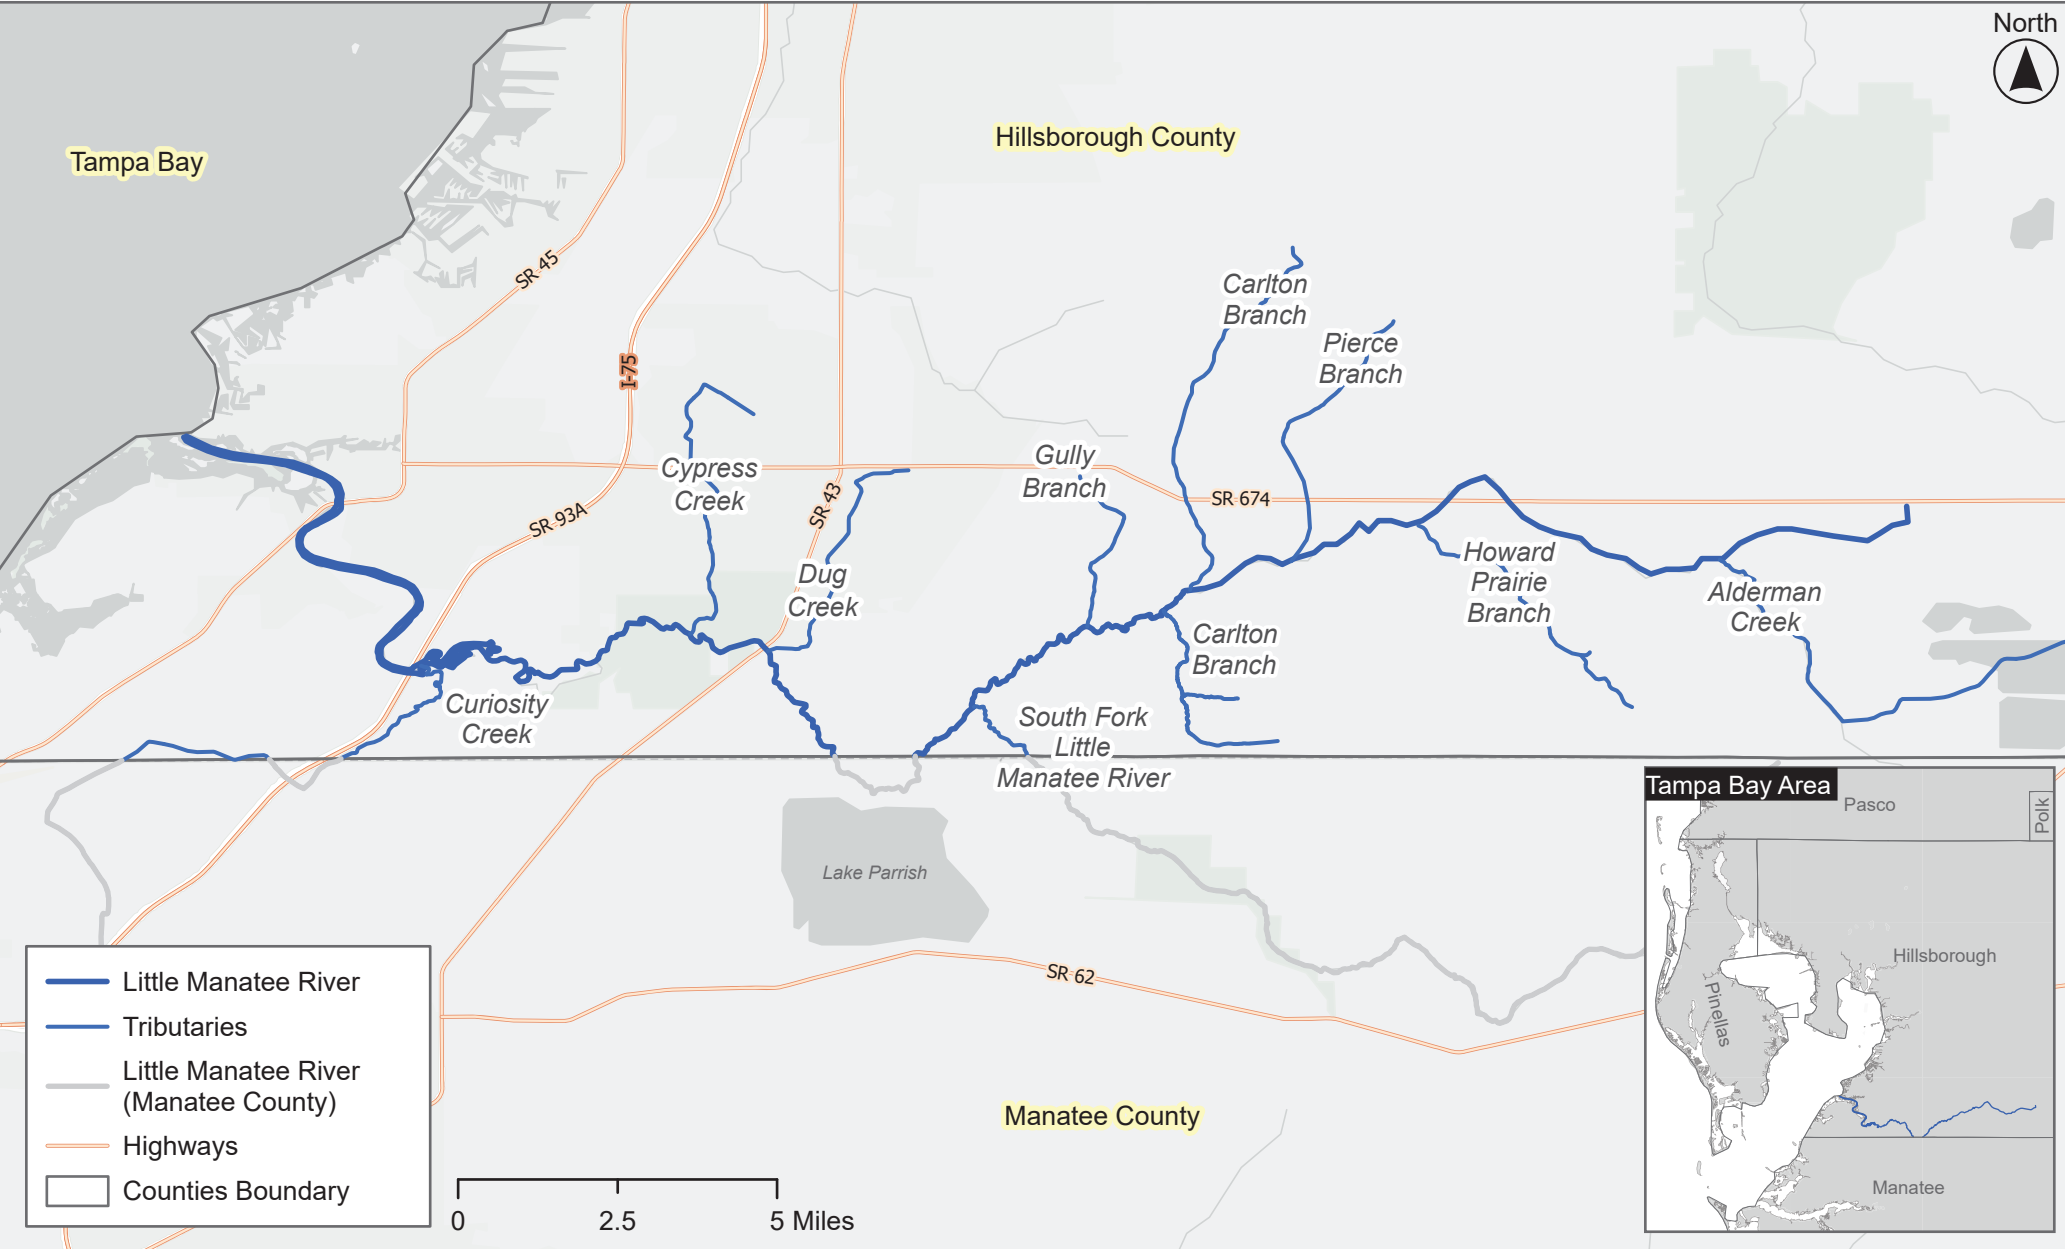 North
Hillsborough County
Tampa Bay
SR 45
Carlton
Branch
Pierce
Branch
I-75
Gully
Branch
Cypress
Creek
SR 43
SR 674
SR 93A
Howard
Prairie
Branch
Dug
Creek
Alderman
Creek
Carlton
Branch
Curiosity
Creek
South Fork
Little
Manatee River
Lake Parrish
SR 62
Manatee County
Little Manatee River
Tributaries
Little Manatee River
(Manatee County)
Highways
Counties Boundary
0
2.5
5 Miles
Tampa Bay Area
Pasco
Polk
Hillsborough
Pinellas
Manatee